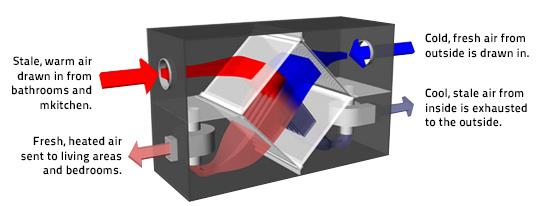 Stale, warm air
drawn in from
bathrooms and
mkitchen.
Fresh, heated air
sent to living areas
and bedrooms.
Cold, fresh air from
outside is drawn in.
Cool, stale air from
inside is exhausted
to the outside.